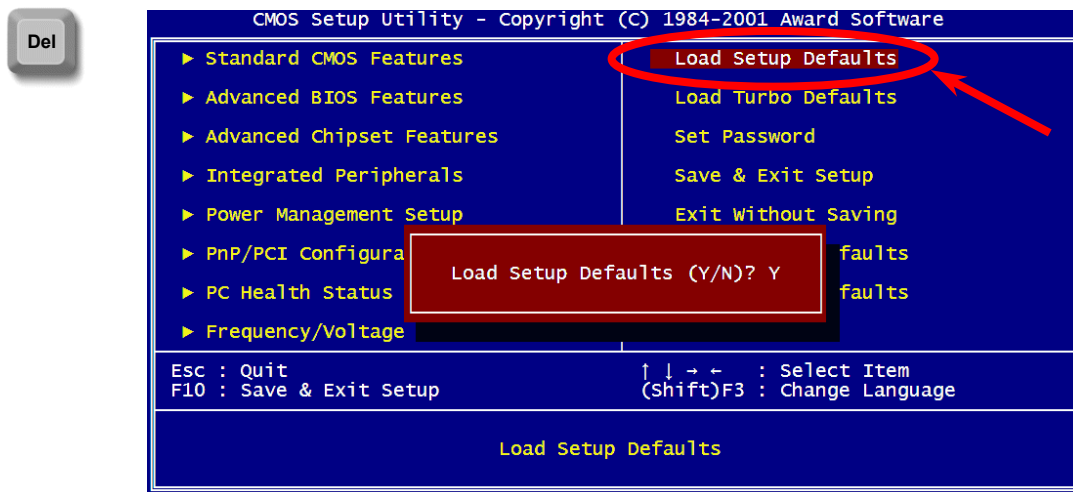 Del
CMOS Setup Utility - Copyright (C) 1984-2001 Award Software
► Standard CMOS Features
► Advanced BIOS Features
► Advanced Chipset Features
► Integrated Peripherals
► Power Management Setup
► PnP/PCI Configura
► PC Health Status
► Frequency/Voltage
Load Setup Defaults
Load Turbo Defaults
Set Password
Save & Exit Setup
Exit Without Saving
faults
faults
Load Setup Defaults (Y/N)? Y
Esc : Quit
F10 : Save & Exit Setup
↑ ↓ → ← : Select Item
(Shift)F3 : Change Language
Load Setup Defaults